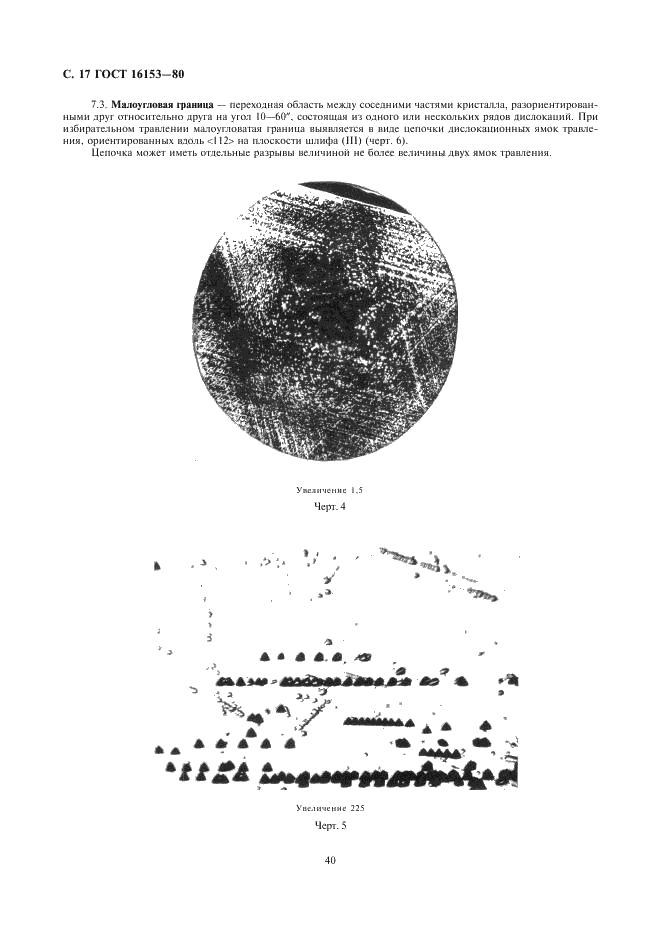 С. 17 ГОСТ 16153—80
7.3. Малоугловая граница — переходная область между соседними частями кристалла, разориентирован-
ными друг относительно друга на угол 10—60″, состоящая из одного или нескольких рядов дислокаций. При
избирательном травлении малоугловатая граница выявляется в виде цепочки дислокационных ямок травле-
ния, ориентированных вдоль <112> на плоскости шлифа (III) (черт. 6).
Цепочка может иметь отдельные разрывы величиной не более величины двух ямок травления.
Увеличение 1,5
Черт. 4
Увеличение 225
Черт. 5
40